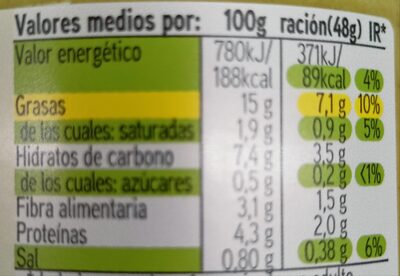 Valores medios por: 100g ración(48g) IR*
Valor energético 780kJ/ 371kJ/
188kcal 89kcal 4%
Grasas 15 g 7,1 g 10%
de las cuales: saturadas 1,9 g 0,9 g 5%
Hidratos de carbono 7,4 g 3,5 g
de los cuales: azúcares 0,5 g 0,2 g <1%
Fibra alimentaria 3,1 g 1,5 g
Proteínas 4,3 g 2,0 g
Sal 0,80 g 0,38 g 6%